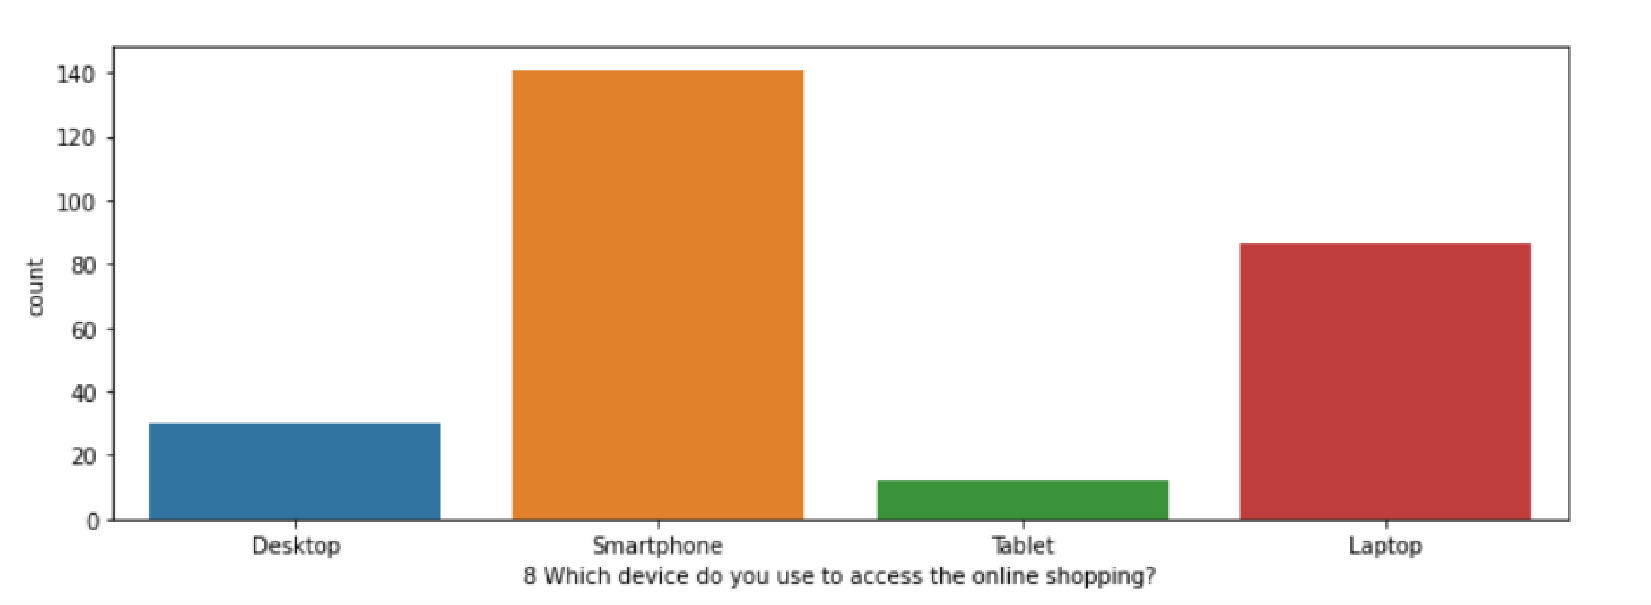 140
120
100
80
60
40
20
0
count
Desktop Smartphone Tablet Laptop
8 Which device do you use to access the online shopping?